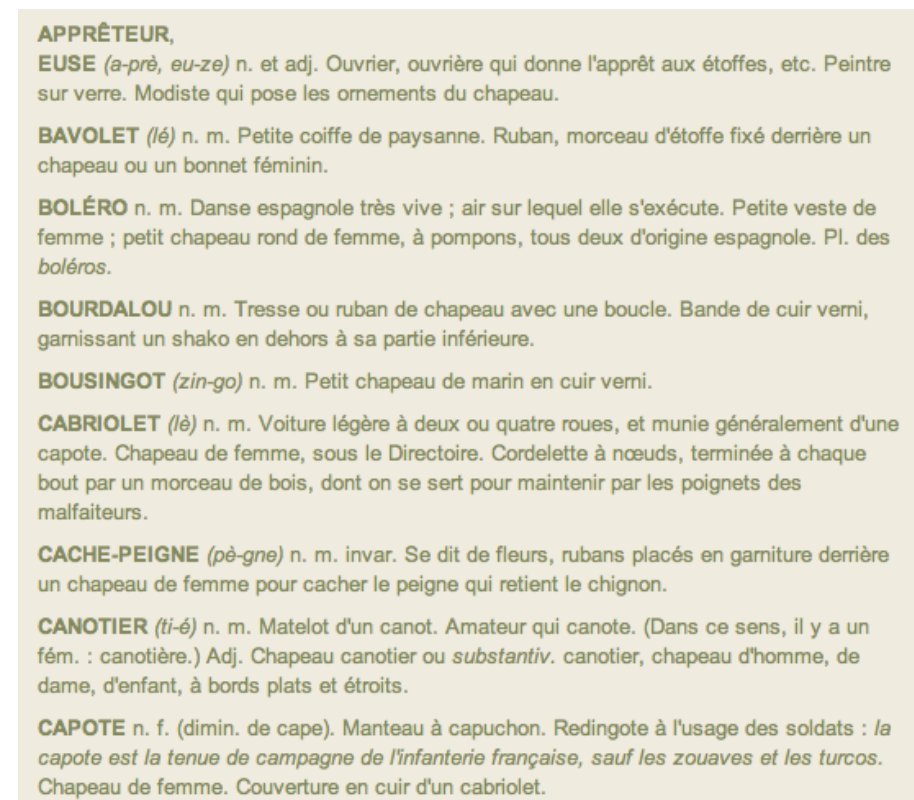 APPRÊTEUR,
EUSE (a-prè, eu-ze) n. et adj. Ouvrier, ouvrière qui donne l'apprêt aux étoffes, etc. Peintre
sur verre. Modiste qui pose les ornements du chapeau.
BAVOLET (lé) n. m. Petite coiffe de paysanne. Ruban, morceau d'étoffe fixé derrière un
chapeau ou un bonnet féminin.
BOLÉRO n. m. Danse espagnole très vive ; air sur lequel elle s'exécute. Petite veste de
femme ; petit chapeau rond de femme, à pompons, tous deux d'origine espagnole. Pl. des
boléros.
BOURDALOU n. m. Tresse ou ruban de chapeau avec une boucle. Bande de cuir verni,
garnissant un shako en dehors à sa partie inférieure.
BOUSINGOT (zin-go) n. m. Petit chapeau de marin en cuir verni.
CABRIOLET (lè) n. m. Voiture légère à deux ou quatre roues, et munie généralement d'une
capote. Chapeau de femme, sous le Directoire. Cordelette à nœuds, terminée à chaque
bout par un morceau de bois, dont on se sert pour maintenir par les poignets des
malfaiteurs.
CACHE-PEIGNE (pè-gne) n. m. invar. Se dit de fleurs, rubans placés en garniture derrière
un chapeau de femme pour cacher le peigne qui retient le chignon.
CANOTIER (ti-é) n. m. Matelot d'un canot. Amateur qui canote. (Dans ce sens, il y a un
fém. : canotière.) Adj. Chapeau canotier ou substantiv. canotier, chapeau d'homme, de
dame, d'enfant, à bords plats et étroits.
CAPOTE n. f. (dimin. de cape). Manteau à capuchon. Redingote à l'usage des soldats : la
capote est la tenue de campagne de l'infanterie française, sauf les zouaves et les turcos.
Chapeau de femme. Couverture en cuir d'un cabriolet.